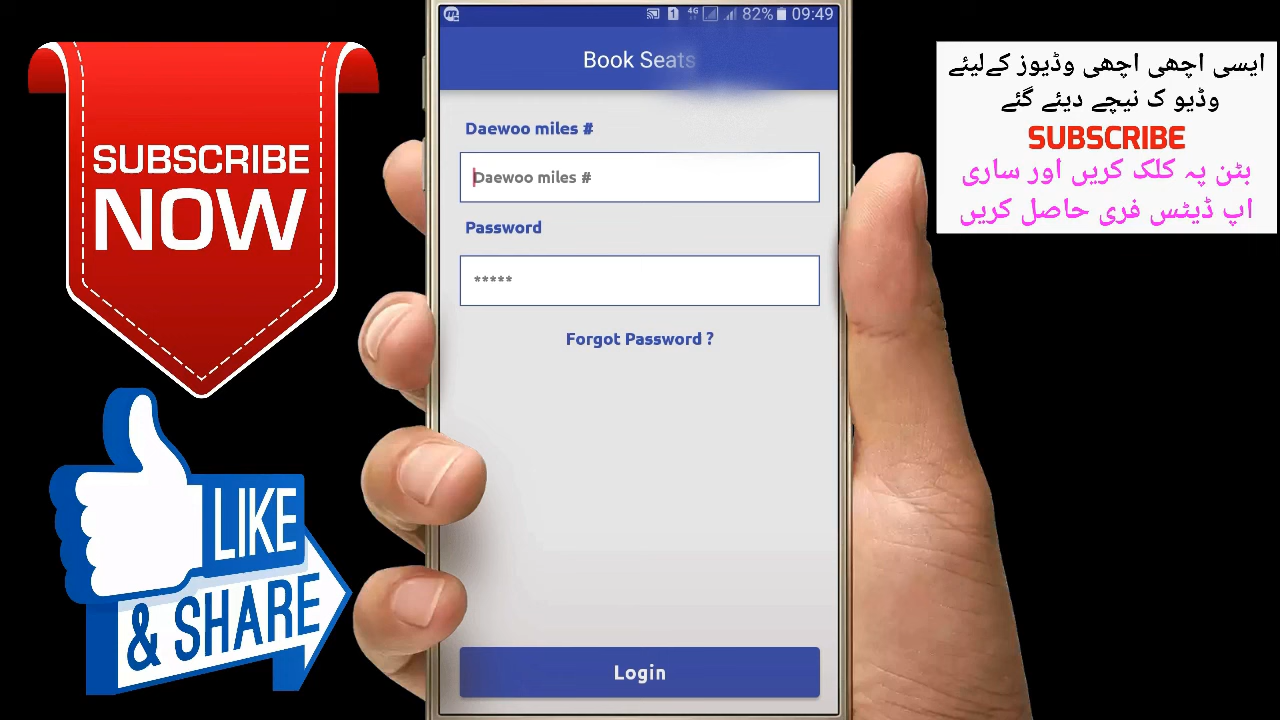 SUBSCRIBE
NOW
LIKE
& SHARE
1 4G 82% 09:49
Book Seats
Daewoo miles #
Daewoo miles #
Password
*****
Forgot Password ?
Login
ایسی اچھی اچھی وڈیوز کےلیئے
وڈیو ک نیچے دیئے گئے
SUBSCRIBE
بٹن پہ کلک کریں اور ساری
اپ ڈیٹس فری حاصل کریں